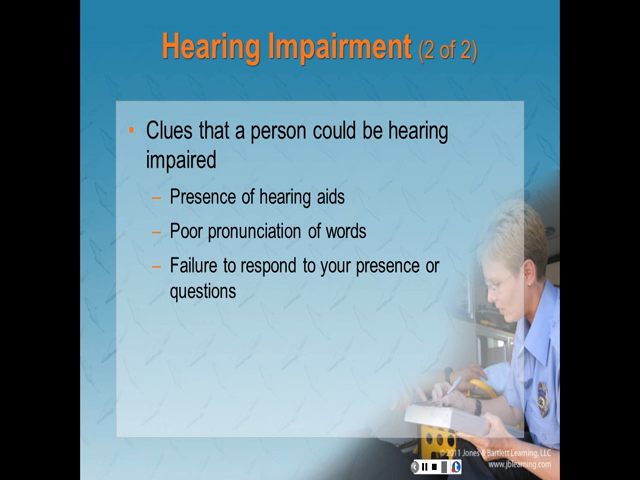 Hearing Impairment (2 of 2)
• Clues that a person could be hearing
impaired
– Presence of hearing aids
– Poor pronunciation of words
– Failure to respond to your presence or
questions
© 2011 Jones & Bartlett Learning, LLC
www.jblearning.com